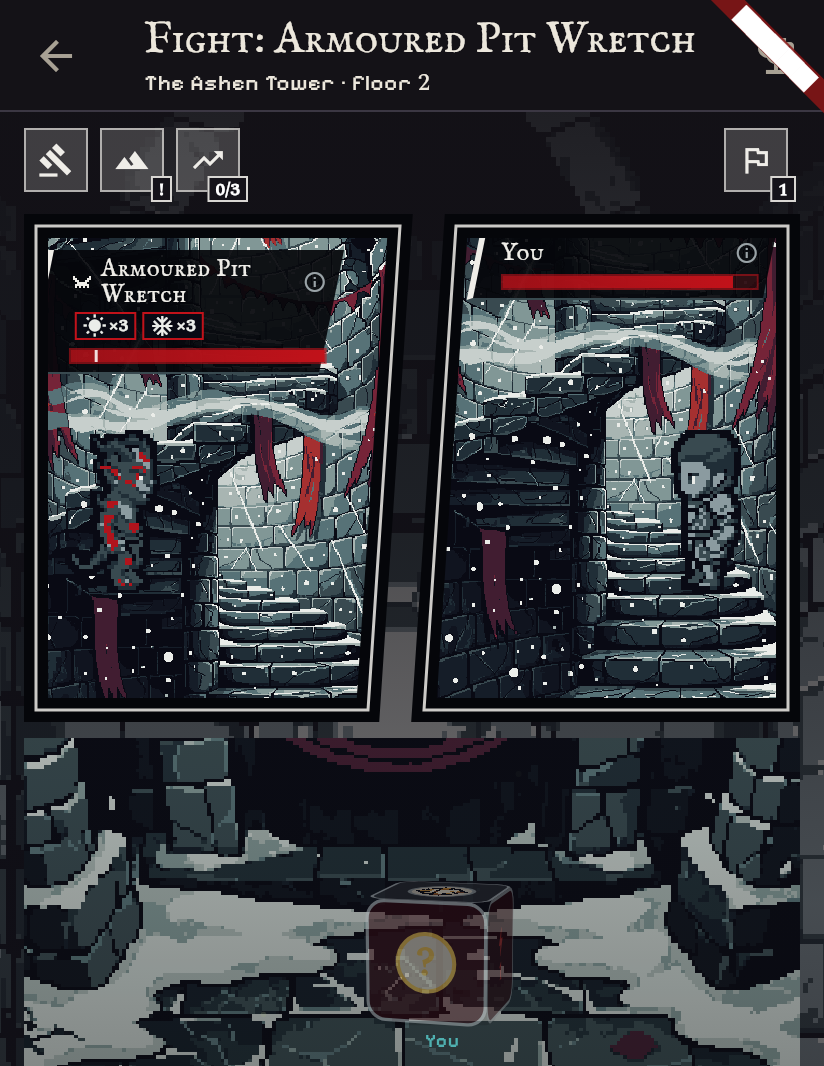 Fight: Armoured Pit Wretch
The Ashen Tower · Floor 2
!
0/3
1
Armoured Pit
Wretch
×3
×3
You
?
You